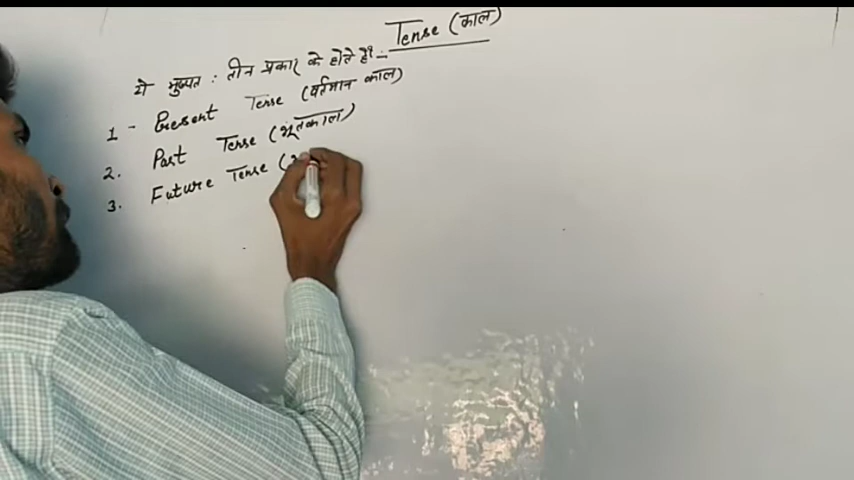 Tense (काल)
ये मुख्यत : तीन प्रकार के होते हैं :-
1 - Present Tense (वर्तमान काल)
2. Past Tense (भूतकाल)
3. Future Tense (